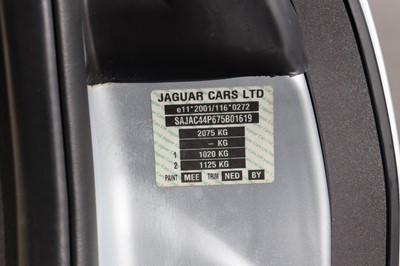 JAGUAR CARS LTD
e11*2001/116*0272
SAJAC44P675B01619
2075 KG
– KG
1 1020 KG
2 1125 KG
PAINT MEE TRIM NED BY